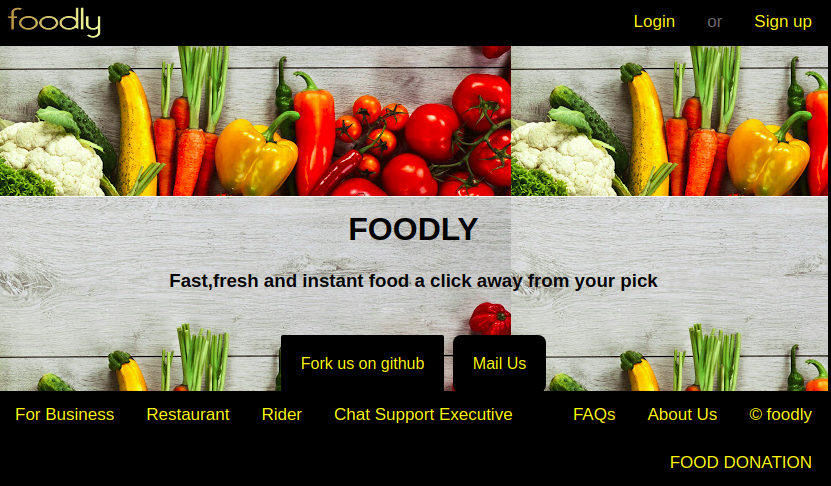 foodly
Login or Sign up
FOODLY
Fast,fresh and instant food a click away from your pick
Fork us on github Mail Us
For Business Restaurant Rider Chat Support Executive FAQs About Us © foodly
FOOD DONATION